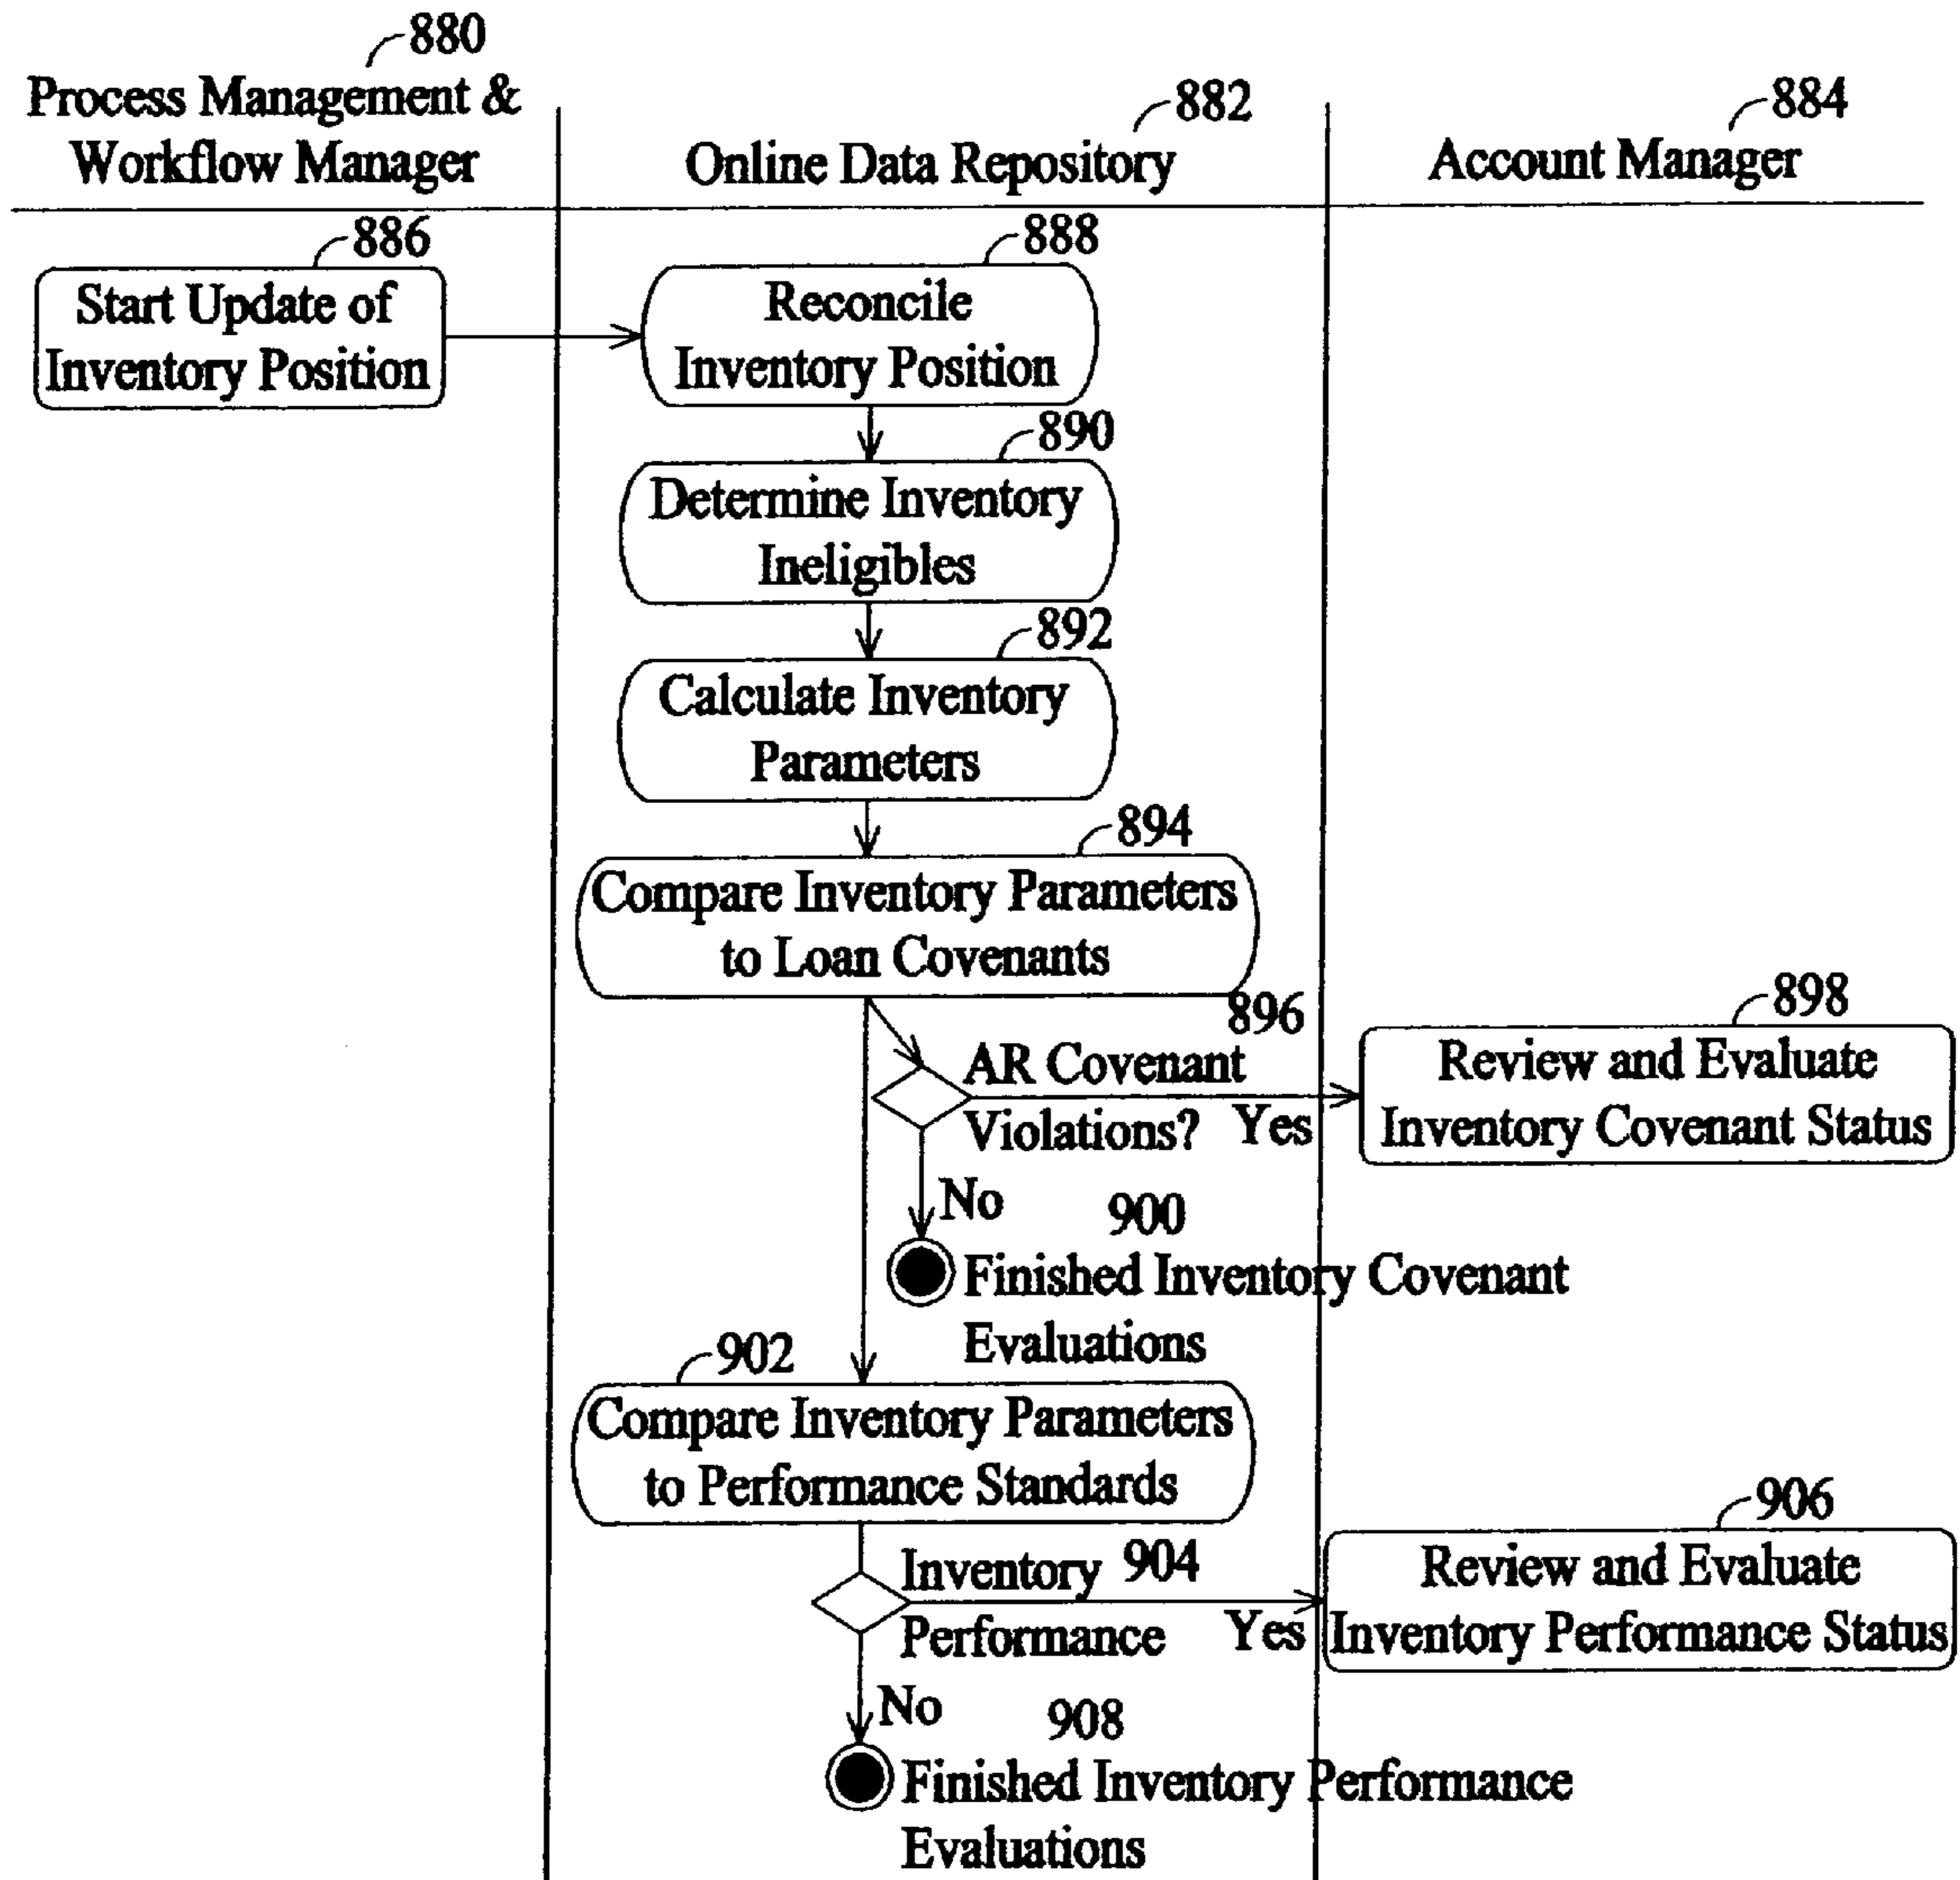 880
Process Management &
Workflow Manager
882
Online Data Repository
884
Account Manager
886
Start Update of
Inventory Position
888
Reconcile
Inventory Position
890
Determine Inventory
Ineligibles
892
Calculate Inventory
Parameters
894
Compare Inventory Parameters
to Loan Covenants
896
AR Covenant
Violations? Yes
898
Review and Evaluate
Inventory Covenant Status
No
900
Finished Inventory Covenant
Evaluations
902
Compare Inventory Parameters
to Performance Standards
Inventory 904
Performance Yes
906
Review and Evaluate
Inventory Performance Status
No
908
Finished Inventory Performance
Evaluations